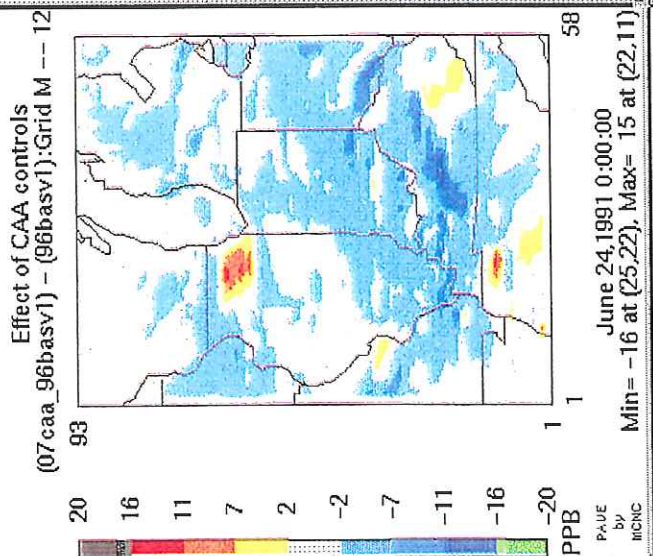 Effect of CAA controls
(07caa_96basv1) - (96basv1):Grid M -- 12
20
16
11
7
2
-2
-7
-11
-16
-20
PPB
PAVE
by
MCNC
93
1
1
58
June 24,1991 0:00:00
Min= -16 at (25,22), Max= 15 at (22,11)